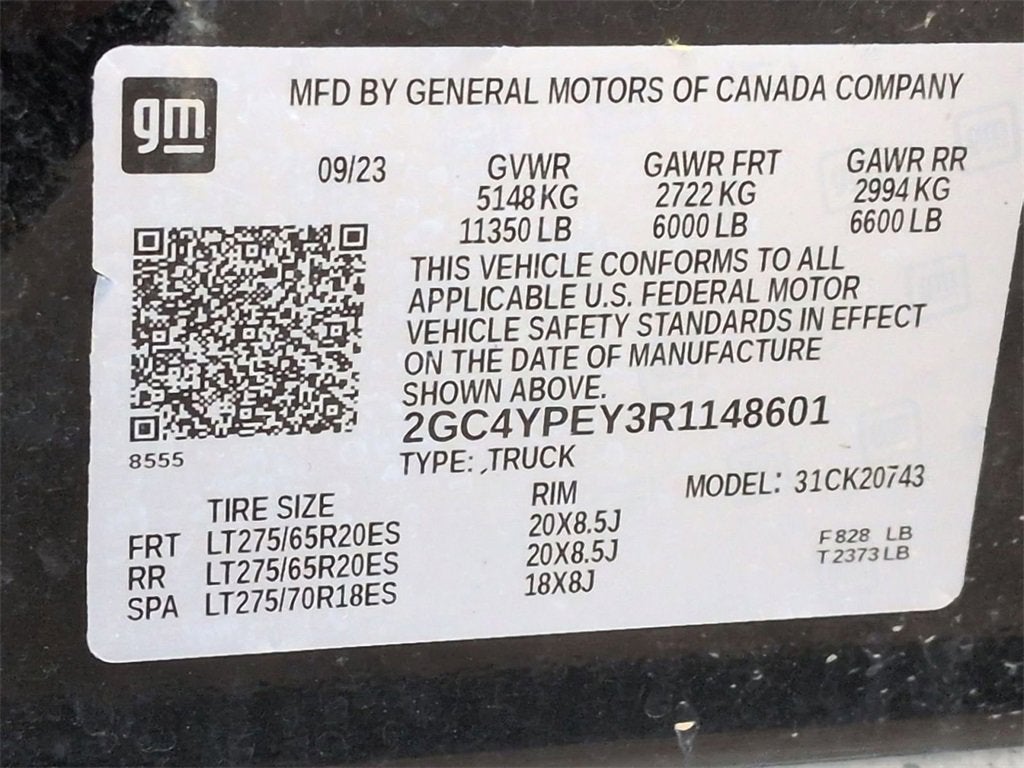 gm
MFD BY GENERAL MOTORS OF CANADA COMPANY
09/23 GVWR GAWR FRT GAWR RR
5148 KG 2722 KG 2994 KG
11350 LB 6000 LB 6600 LB
THIS VEHICLE CONFORMS TO ALL
APPLICABLE U.S. FEDERAL MOTOR
VEHICLE SAFETY STANDARDS IN EFFECT
ON THE DATE OF MANUFACTURE
SHOWN ABOVE.
2GC4YPEY3R1148601
8555
TYPE: TRUCK MODEL: 31CK20743
TIRE SIZE RIM
FRT LT275/65R20ES 20X8.5J
RR LT275/65R20ES 20X8.5J
SPA LT275/70R18ES 18X8J
F 828 LB
T 2373 LB